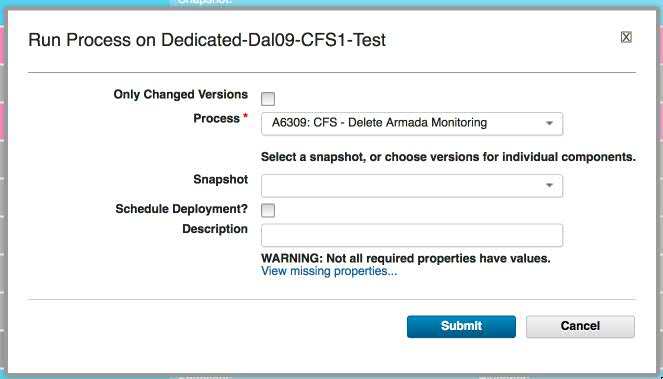 Snapshot:
Run Process on Dedicated-Dal09-CFS1-Test
X
Only Changed Versions
Process *
A6309: CFS - Delete Armada Monitoring
Select a snapshot, or choose versions for individual components.
Snapshot
Schedule Deployment?
Description
WARNING: Not all required properties have values.
View missing properties...
Submit
Cancel